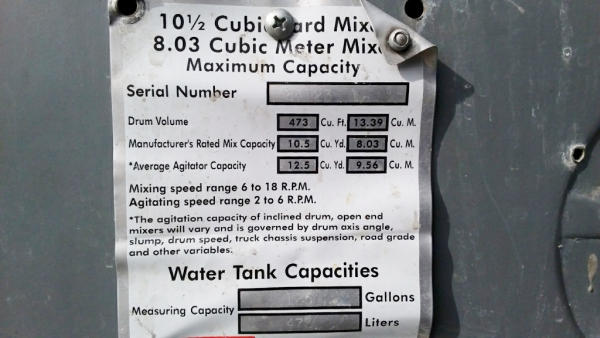 10½ Cubic Yard Mix
8.03 Cubic Meter Mix
Maximum Capacity
Serial Number
Drum Volume 473 Cu. Ft. 13.39 Cu. M.
Manufacturer's Rated Mix Capacity 10.5 Cu. Yd. 8.03 Cu. M.
*Average Agitator Capacity 12.5 Cu. Yd. 9.56 Cu. M.
Mixing speed range 6 to 18 R.P.M.
Agitating speed range 2 to 6 R.P.M.
*The agitation capacity of inclined drum, open end
mixers will vary and is governed by drum axis angle,
slump, drum speed, truck chassis suspension, road grade
and other variables.
Water Tank Capacities
Measuring Capacity
Gallons
Liters